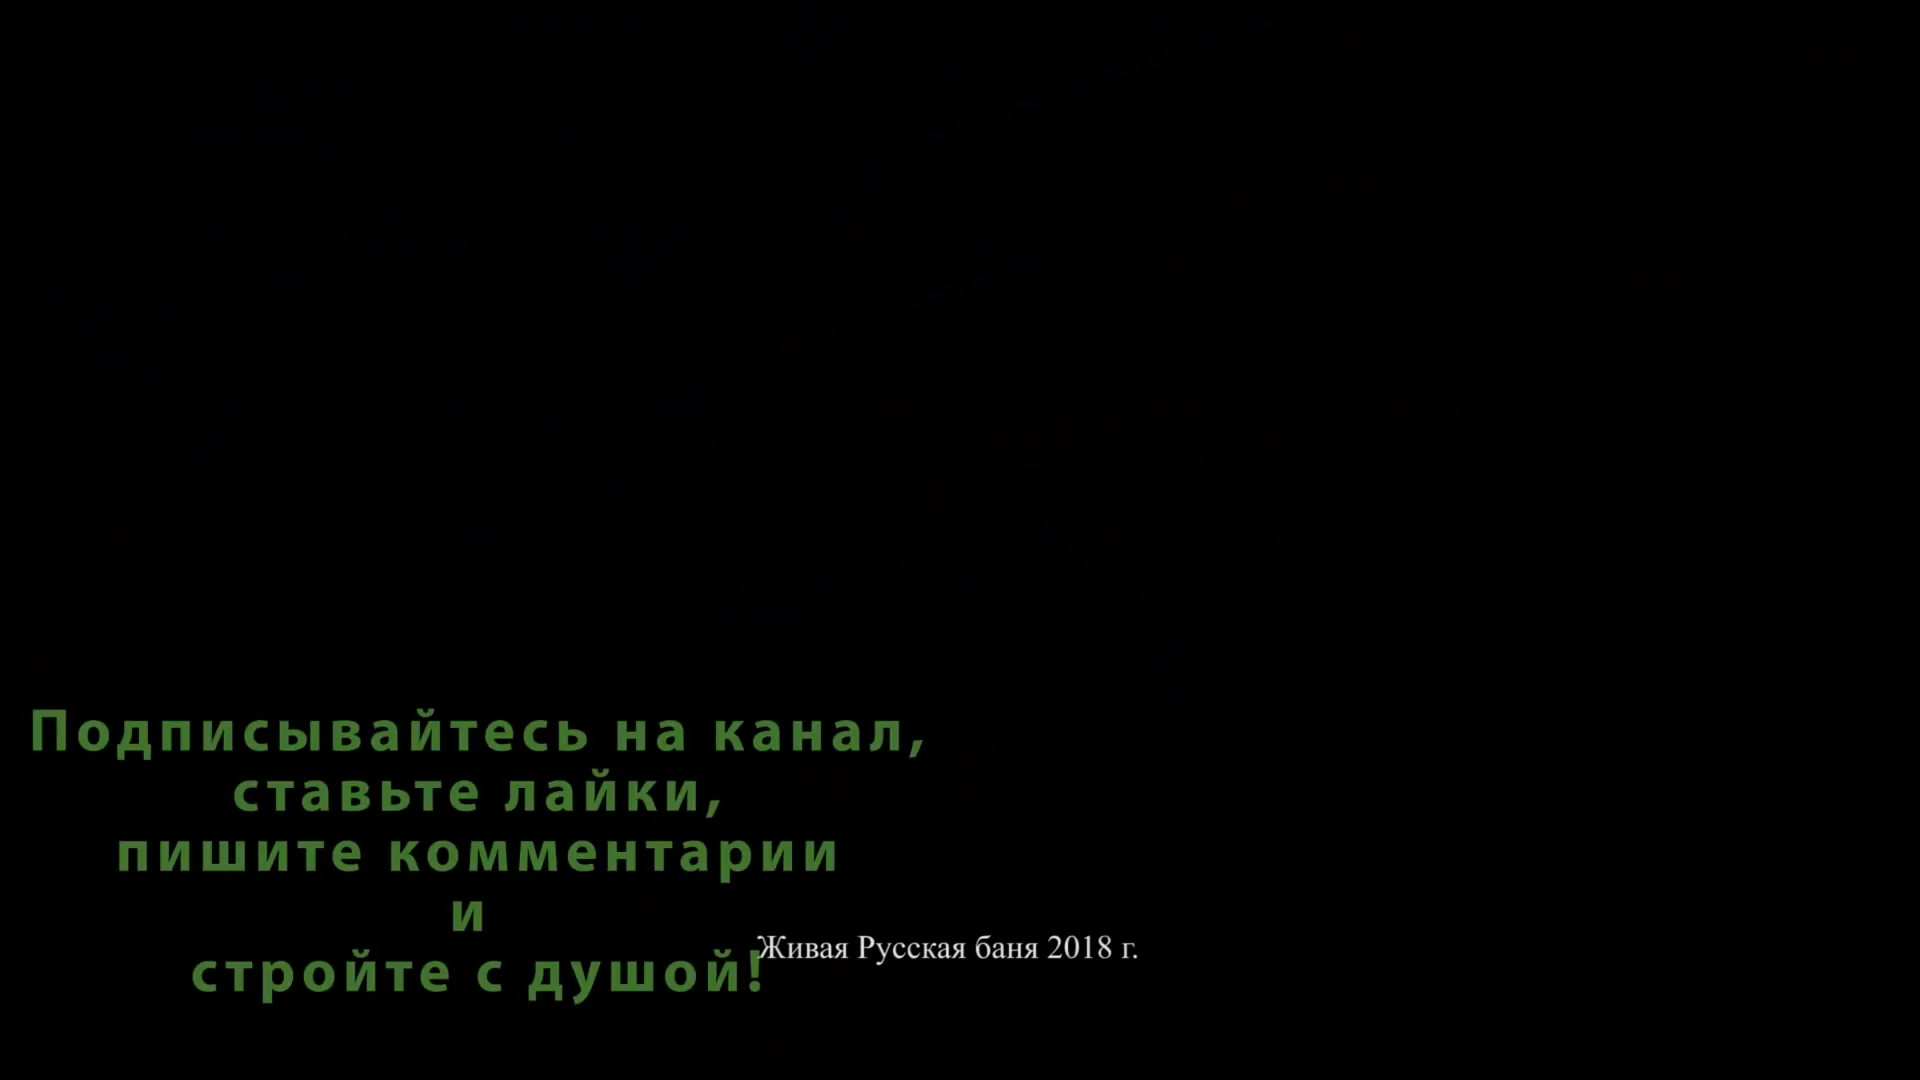 Подписывайтесь на канал,
ставьте лайки,
пишите комментарии
и
стройте с душой!
Живая Русская баня 2018 г.